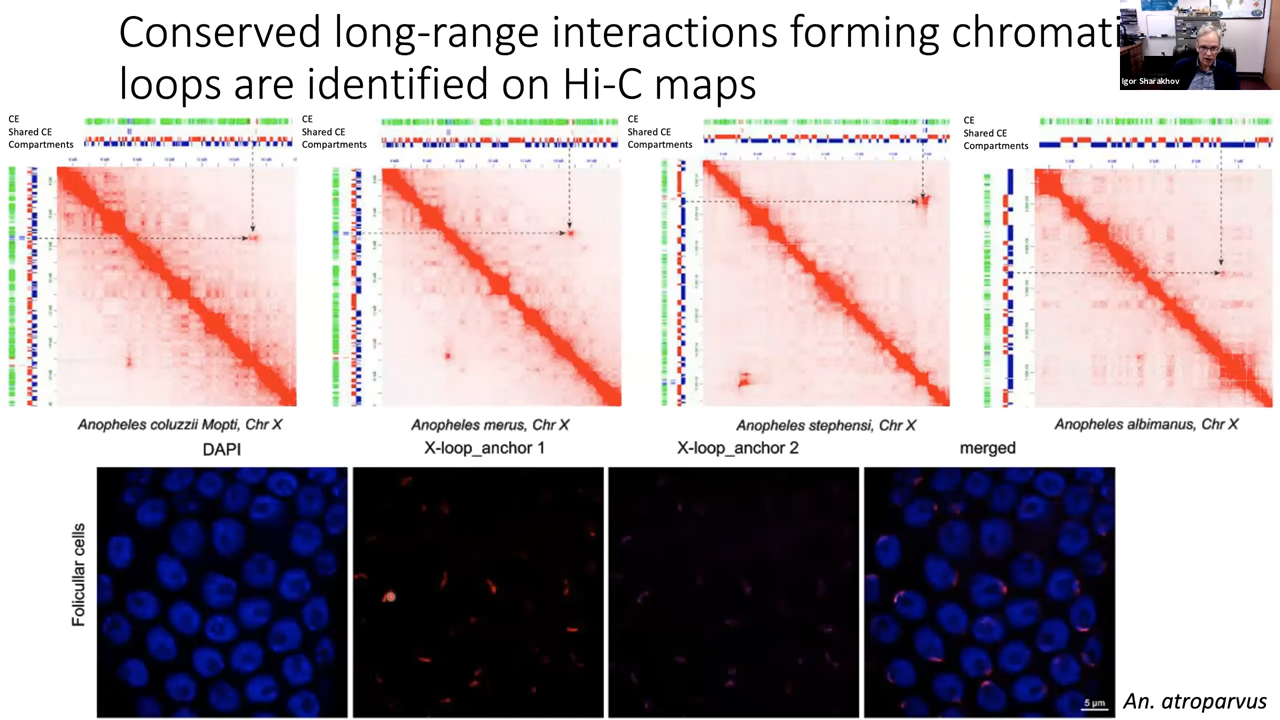 Conserved long-range interactions forming chromati
loops are identified on Hi-C maps
Igor Sharakhov
CE
Shared CE
Compartments
CE
Shared CE
Compartments
CE
Shared CE
Compartments
CE
Shared CE
Compartments
Anopheles coluzzii Mopti, Chr X
Anopheles merus, Chr X
Anopheles stephensi, Chr X
Anopheles albimanus, Chr X
DAPI
X-loop_anchor 1
X-loop_anchor 2
merged
Folicullar cells
5 µm
An. atroparvus